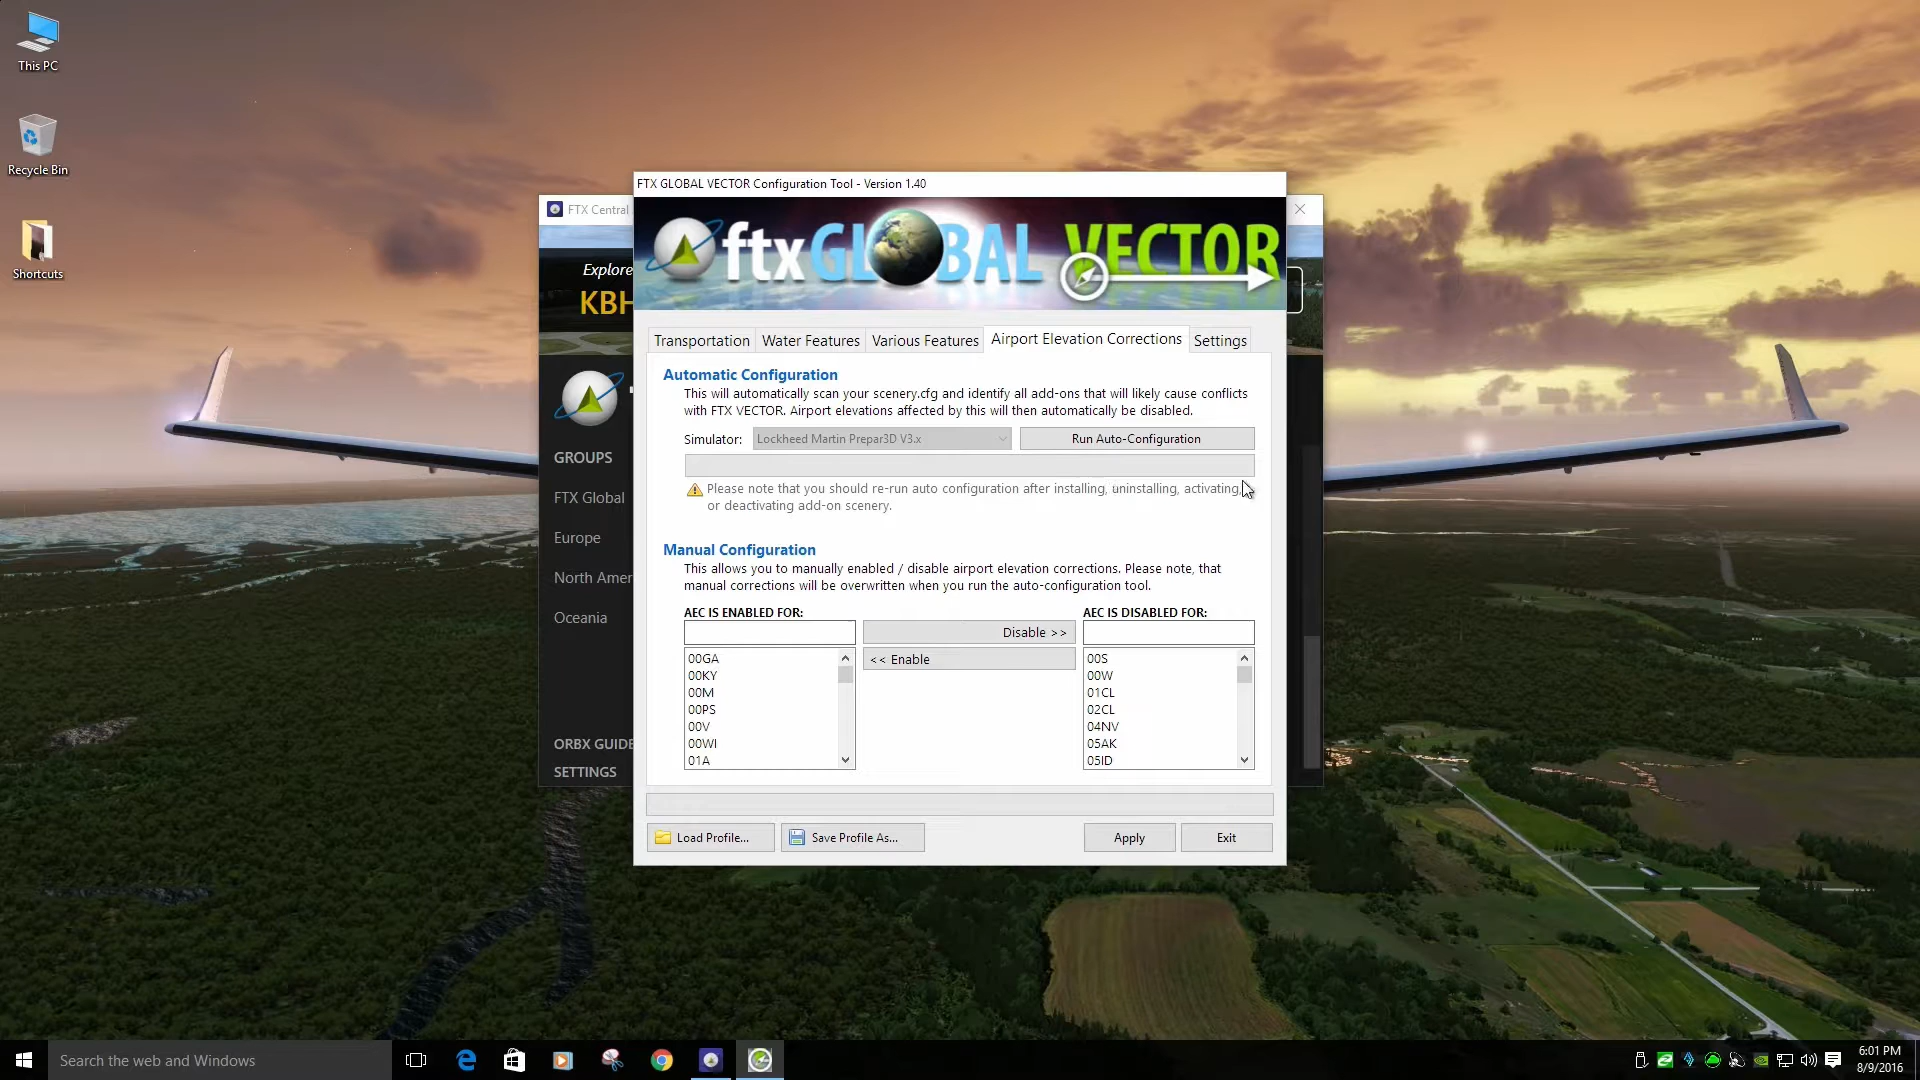 This PC
Recycle Bin
Shortcuts
FTX Central
Explore
KBH
GROUPS
FTX Global
Europe
North Amer
Oceania
ORBX GUIDE
SETTINGS
FTX GLOBAL VECTOR Configuration Tool - Version 1.40
ftxGLOBAL VECTOR
Transportation
Water Features
Various Features
Airport Elevation Corrections
Settings
Automatic Configuration
This will automatically scan your scenery.cfg and identify all add-ons that will likely cause conflicts
with FTX VECTOR. Airport elevations affected by this will then automatically be disabled.
Simulator:
Lockheed Martin Prepar3D V3.x
Run Auto-Configuration
Please note that you should re-run auto configuration after installing, uninstalling, activating,
or deactivating add-on scenery.
Manual Configuration
This allows you to manually enabled / disable airport elevation corrections. Please note, that
manual corrections will be overwritten when you run the auto-configuration tool.
AEC IS ENABLED FOR:
00GA
00KY
00M
00PS
00V
00WI
01A
Disable >>
<< Enable
AEC IS DISABLED FOR:
00S
00W
01CL
02CL
04NV
05AK
05ID
Load Profile...
Save Profile As...
Apply
Exit
Search the web and Windows
6:01 PM
8/9/2016